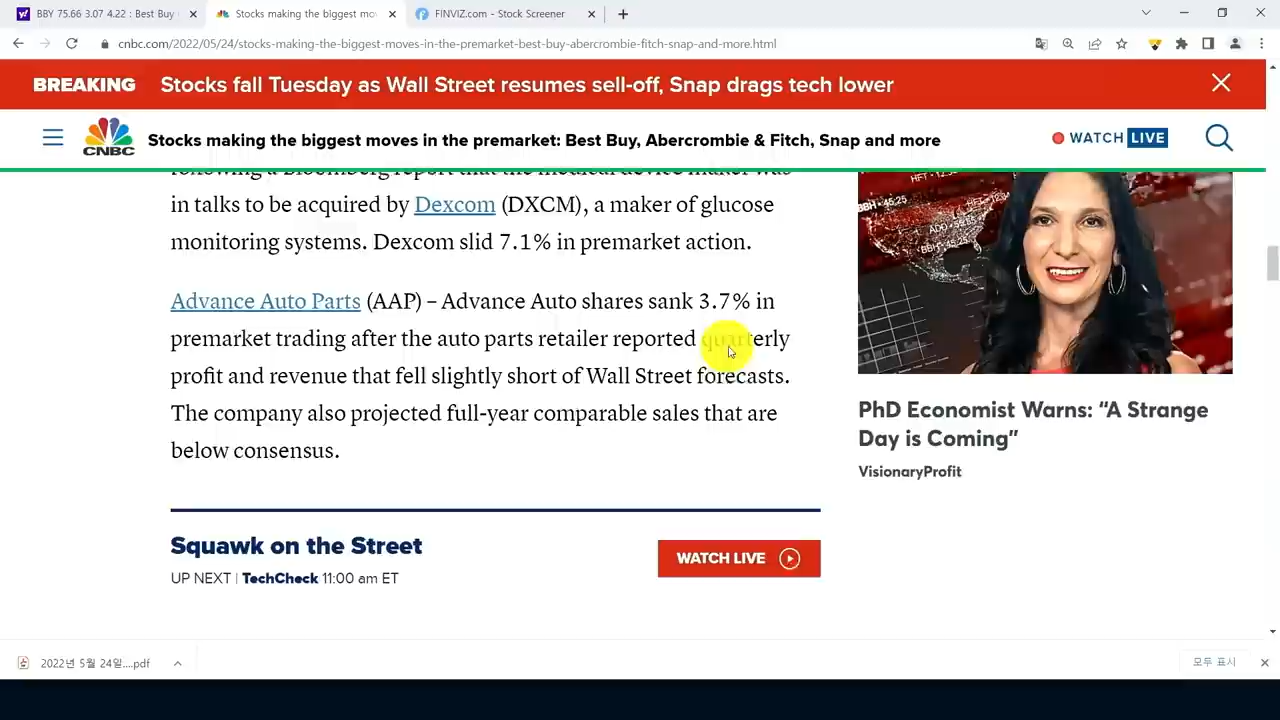 BBY 75.66 3.07 4.22 : Best Buy
Stocks making the biggest mo
FINVIZ.com - Stock Screener
cnbc.com/2022/05/24/stocks-making-the-biggest-moves-in-the-premarket-best-buy-abercrombie-fitch-snap-and-more.html
BREAKING Stocks fall Tuesday as Wall Street resumes sell-off, Snap drags tech lower
CNBC
Stocks making the biggest moves in the premarket: Best Buy, Abercrombie & Fitch, Snap and more
WATCH LIVE
following a Bloomberg report that the medical device maker was
in talks to be acquired by Dexcom (DXCM), a maker of glucose
monitoring systems. Dexcom slid 7.1% in premarket action.
Advance Auto Parts (AAP) – Advance Auto shares sank 3.7% in
premarket trading after the auto parts retailer reported quarterly
profit and revenue that fell slightly short of Wall Street forecasts.
The company also projected full-year comparable sales that are
below consensus.
PhD Economist Warns: “A Strange
Day is Coming”
VisionaryProfit
Squawk on the Street
UP NEXT | TechCheck 11:00 am ET
WATCH LIVE
2022년 5월 24일....pdf
모두 표시